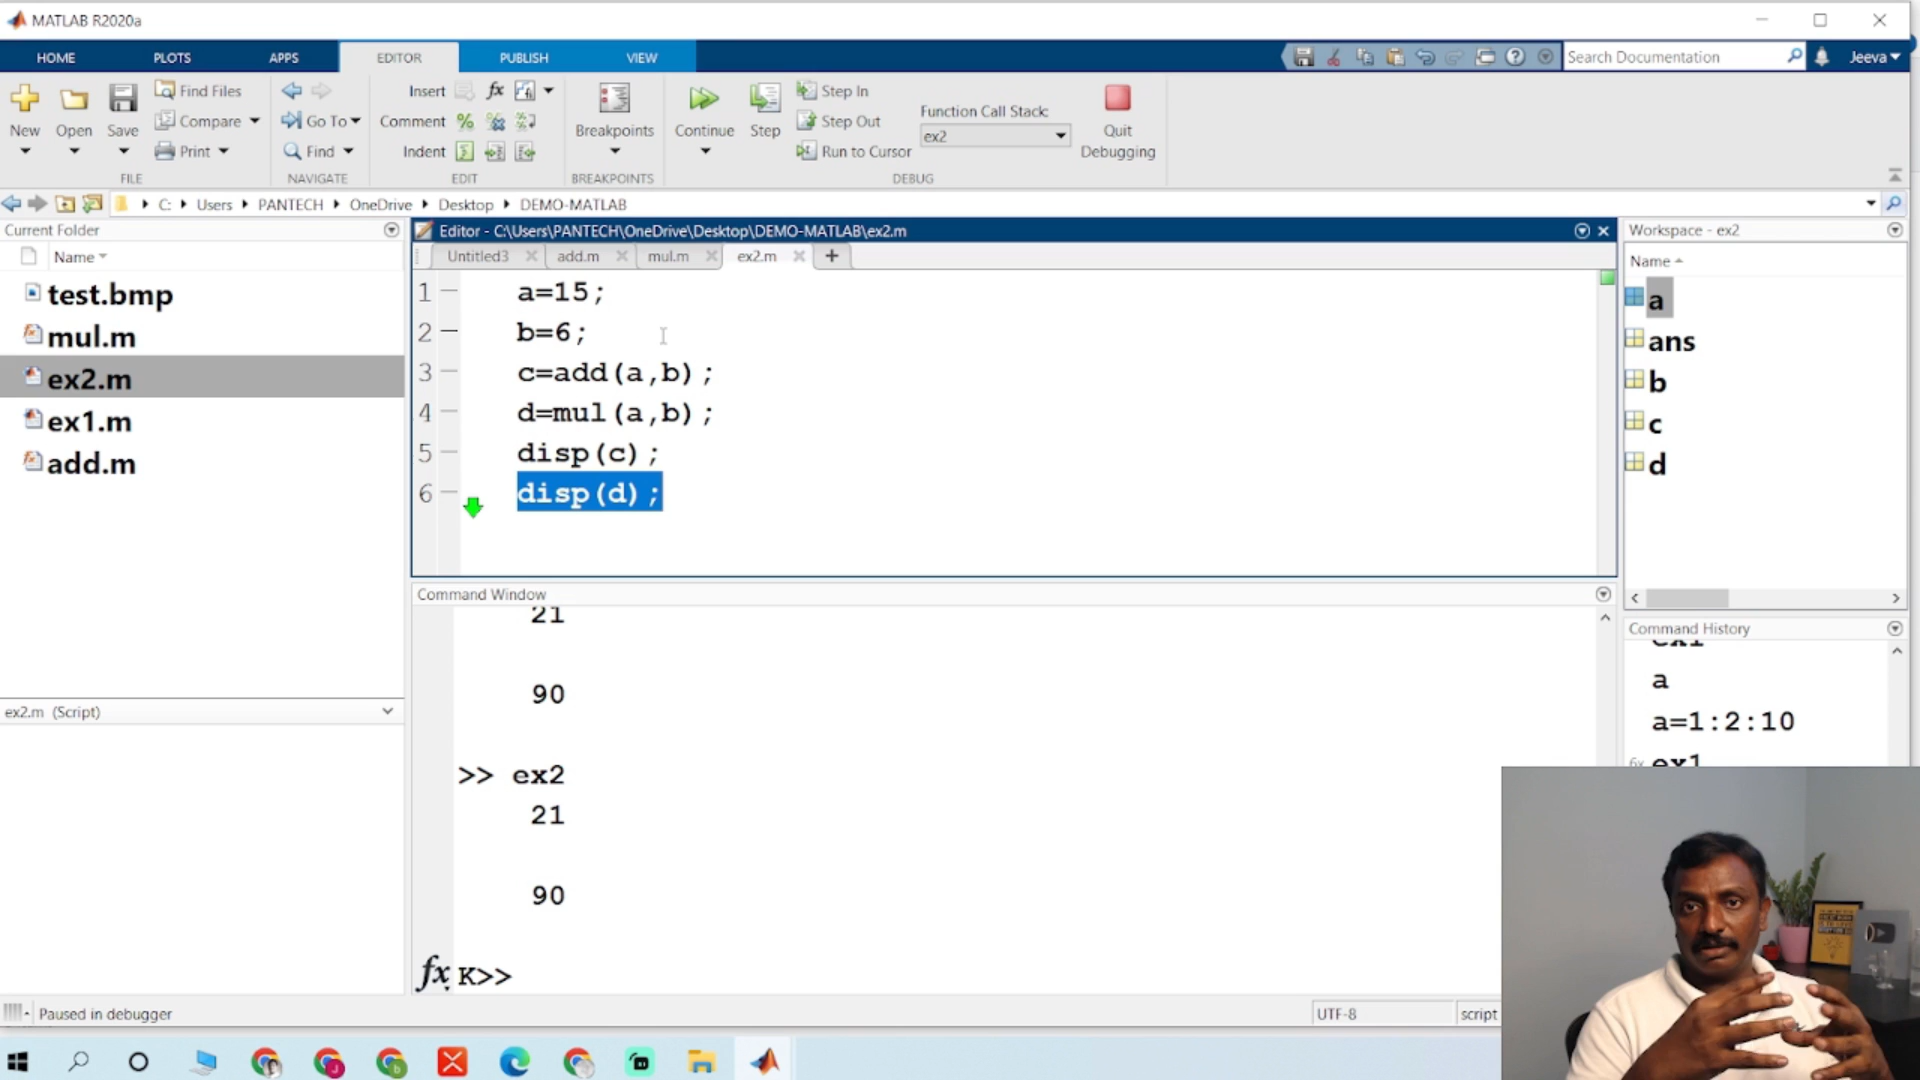 MATLAB R2020a
HOME PLOTS APPS EDITOR PUBLISH VIEW
Search Documentation
Jeeva
New
Open
Save
Find Files
Compare
Print
FILE
Go To
Find
NAVIGATE
Insert
Comment
Indent
EDIT
Breakpoints
BREAKPOINTS
Continue
Step
Step In
Step Out
Run to Cursor
Function Call Stack:
ex2
Quit
Debugging
DEBUG
C: Users PANTECH OneDrive Desktop DEMO-MATLAB
Current Folder
Name
test.bmp
mul.m
ex2.m
ex1.m
add.m
ex2.m (Script)
Editor - C:\Users\PANTECH\OneDrive\Desktop\DEMO-MATLAB\ex2.m
Untitled3 add.m mul.m ex2.m
1 a=15;
2 b=6;
3 c=add(a,b);
4 d=mul(a,b);
5 disp(c);
6 disp(d);
Command Window
21
90
>> ex2
21
90
fx K>>
Workspace - ex2
Name
a
ans
b
c
d
Command History
ex1
a
a=1:2:10
6x ex1
Paused in debugger
UTF-8
script